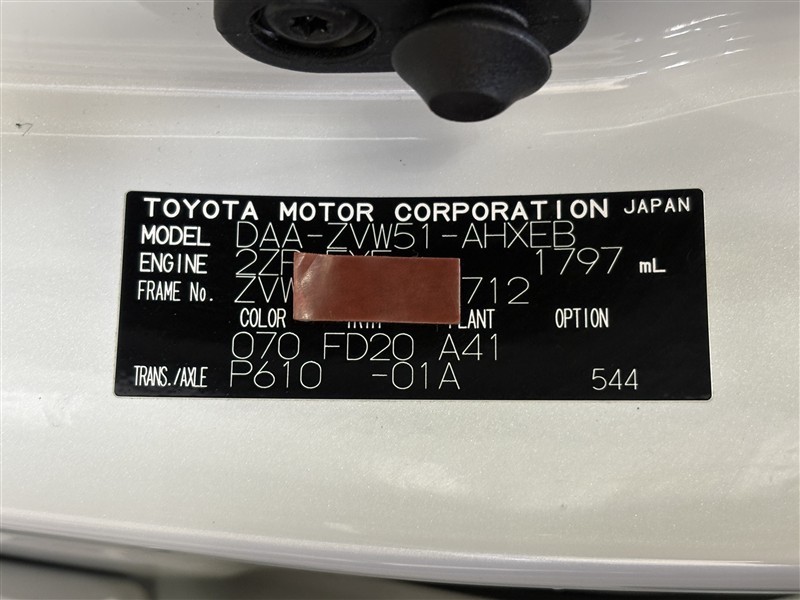 TOYOTA MOTOR CORPORATION JAPAN
MODEL DAA-ZVW51-AHXEB
ENGINE 1797 mL
FRAME No. ZVW 712
COLOR PLANT OPTION
070 FD20 A41
TRANS./AXLE P610 -01A 544